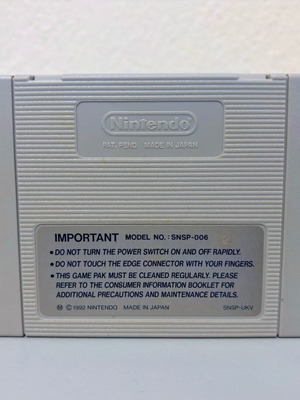 Nintendo
PAT. PEND. MADE IN JAPAN
IMPORTANT MODEL NO.: SNSP-006
• DO NOT TURN THE POWER SWITCH ON AND OFF RAPIDLY.
• DO NOT TOUCH THE EDGE CONNECTOR WITH YOUR FINGERS.
• THIS GAME PAK MUST BE CLEANED REGULARLY. PLEASE
REFER TO THE CONSUMER INFORMATION BOOKLET FOR
ADDITIONAL PRECAUTIONS AND MAINTENANCE DETAILS.
Ⓜ © 1992 NINTENDO MADE IN JAPAN SNSP-UKV